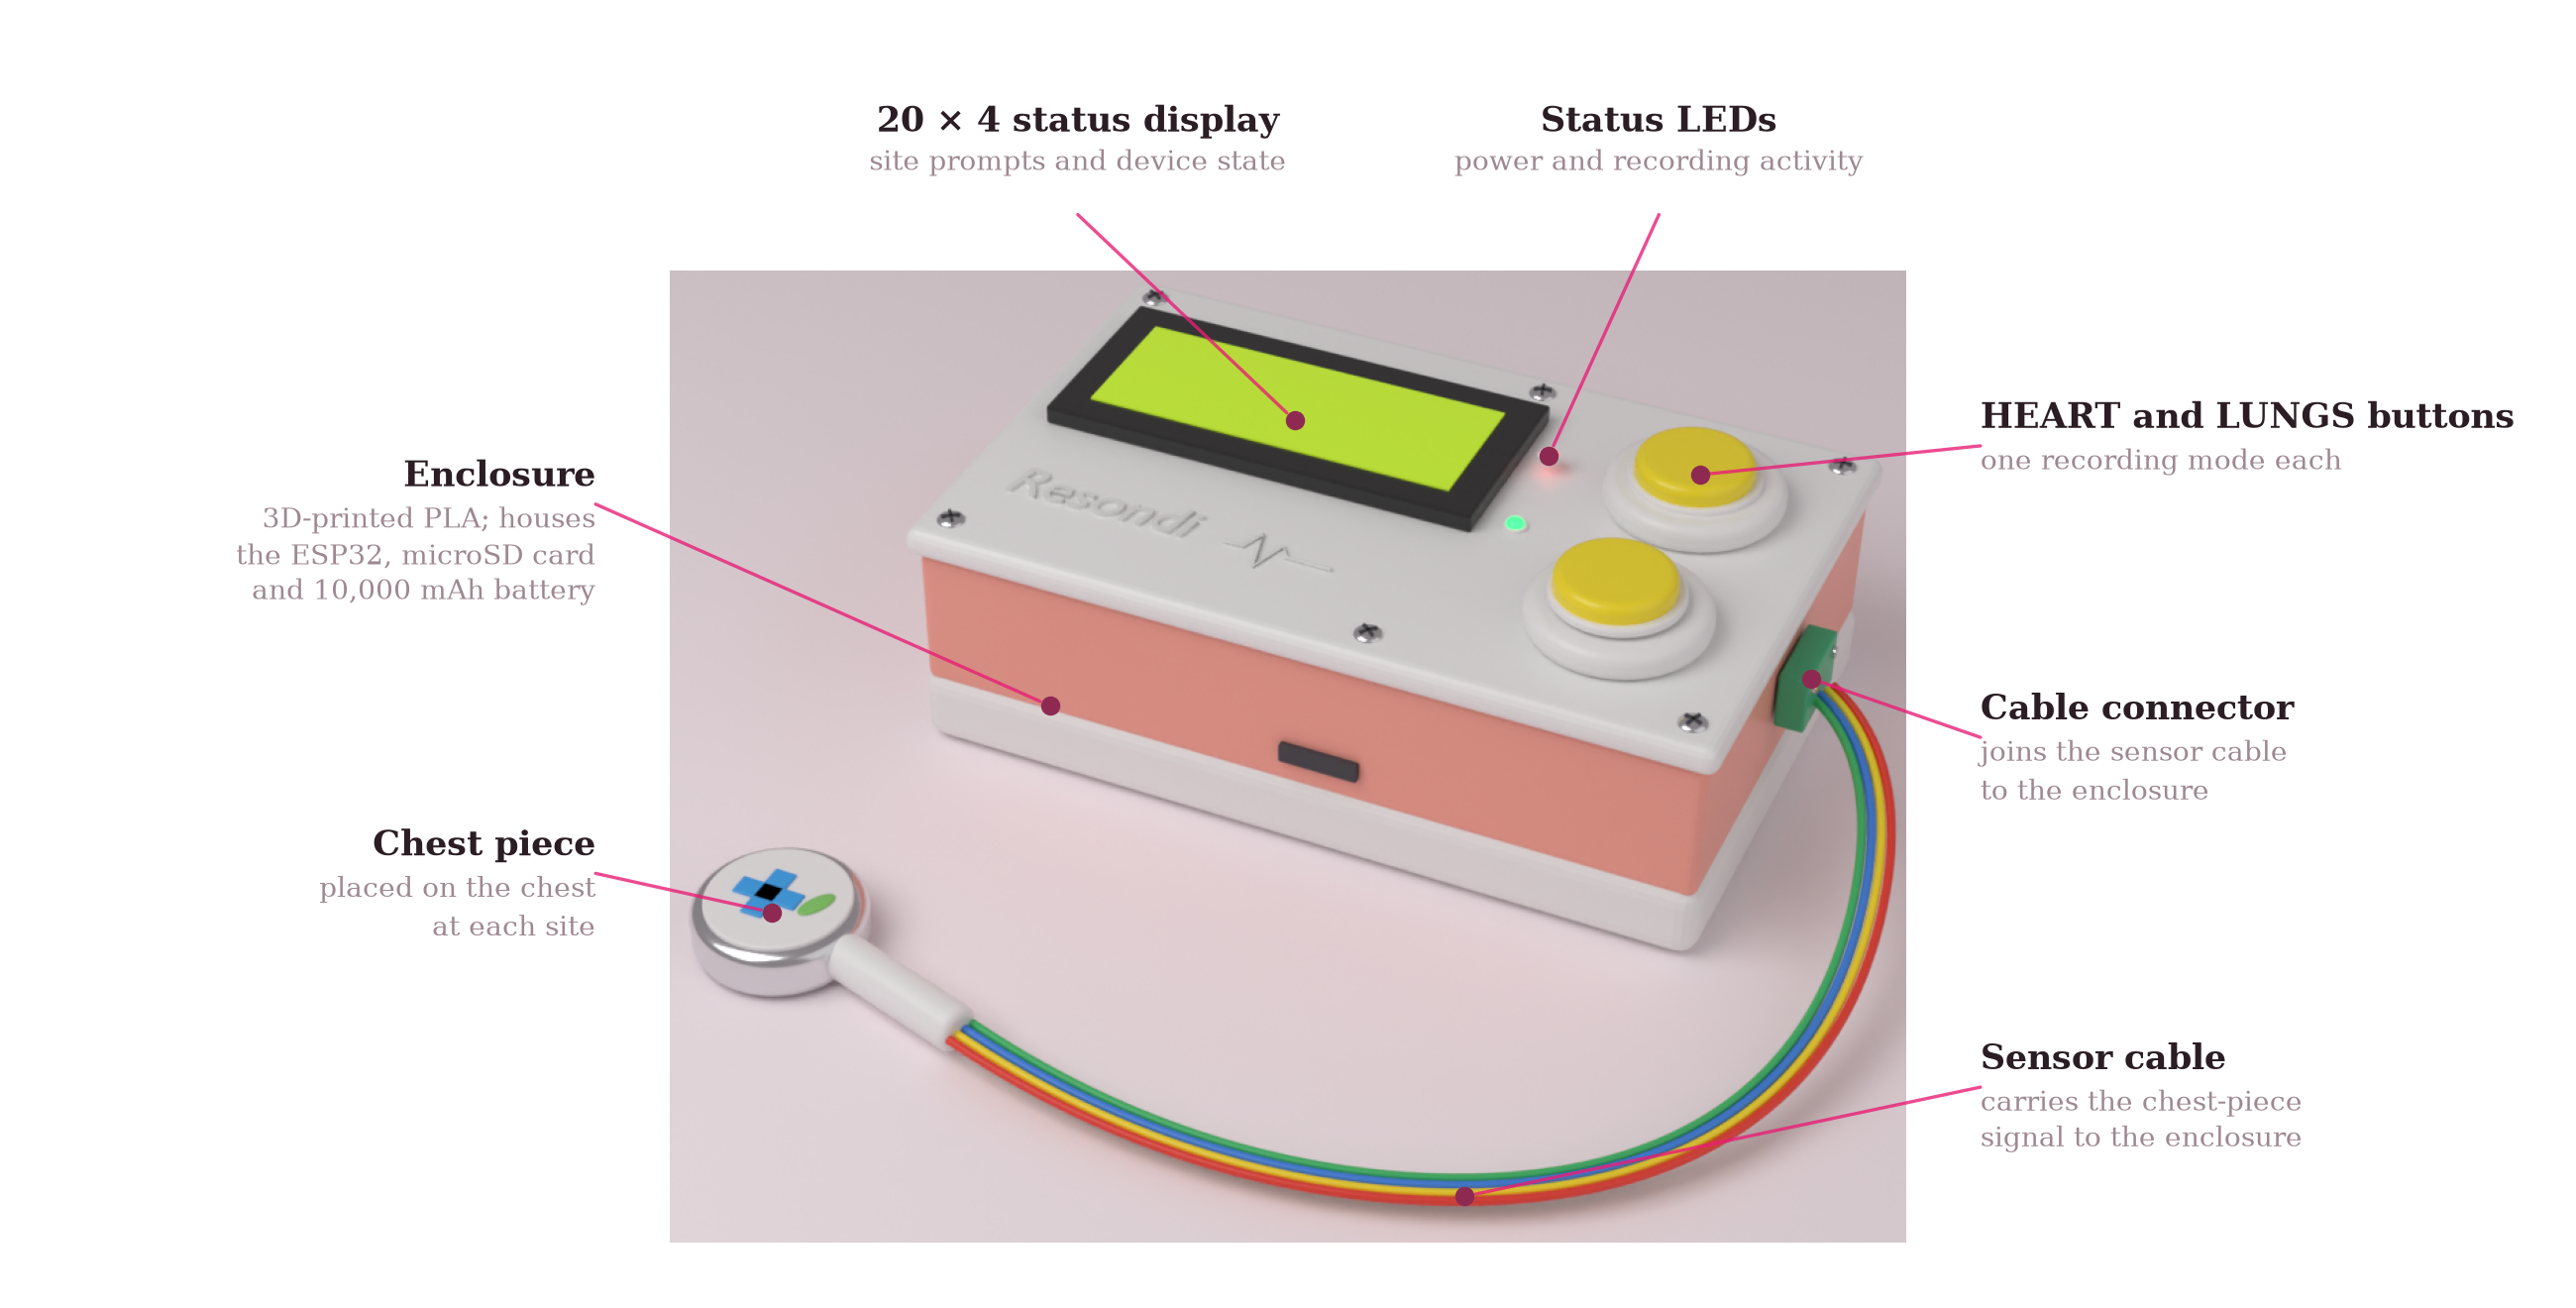 20 × 4 status display
site prompts and device state
Status LEDs
power and recording activity
HEART and LUNGS buttons
one recording mode each
Enclosure
3D-printed PLA; houses
the ESP32, microSD card
and 10,000 mAh battery
Resondi
Cable connector
joins the sensor cable
to the enclosure
Chest piece
placed on the chest
at each site
Sensor cable
carries the chest-piece
signal to the enclosure